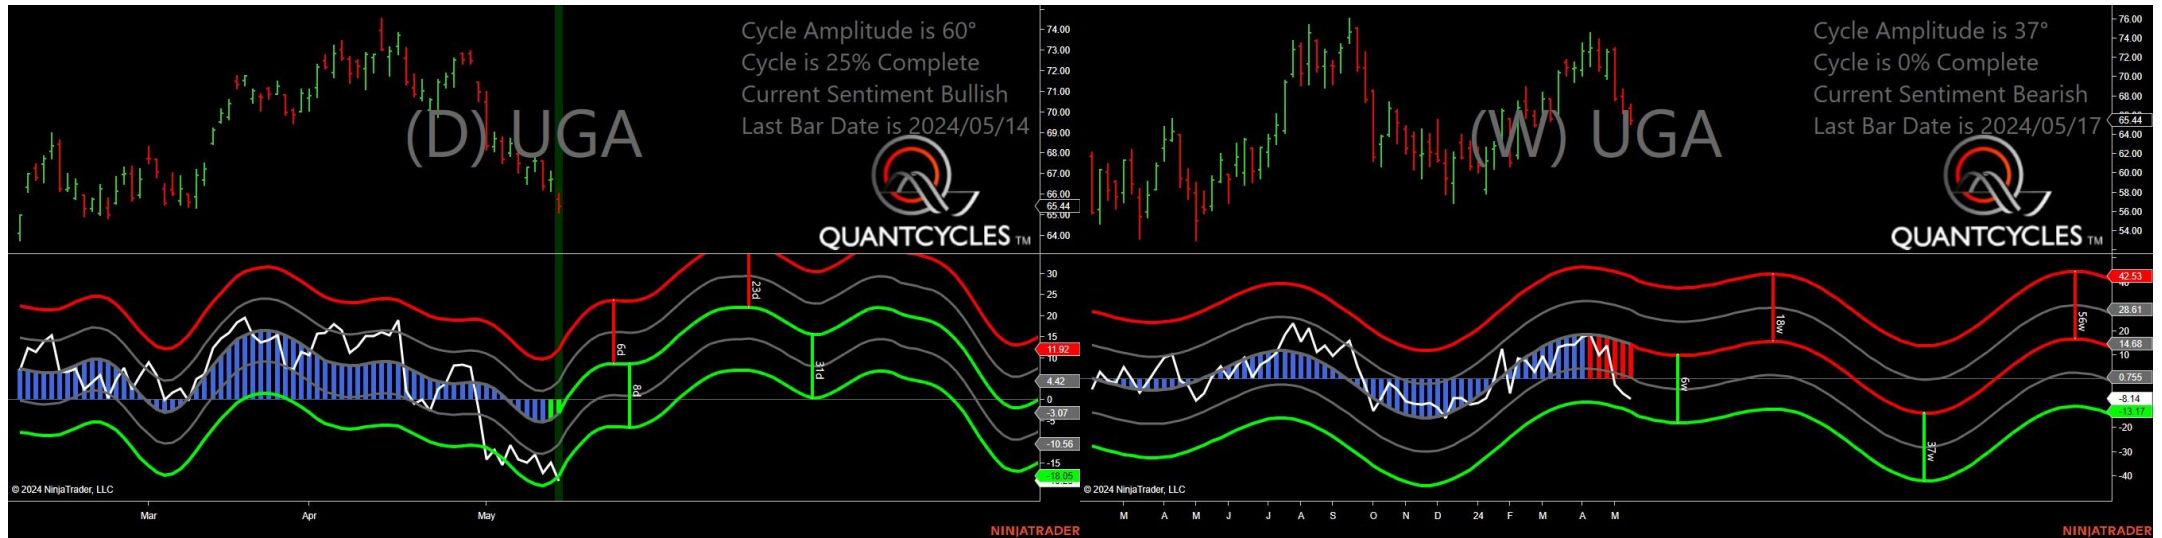 Cycle Amplitude is 60°
Cycle is 25% Complete
Current Sentiment Bullish
Last Bar Date is 2024/05/14
(D) UGA
QUANTCYCLES TM
74.00
73.00
72.00
71.00
70.00
69.00
68.00
67.00
66.00
65.44
65.00
64.00
30
25
20
15
11.92
10
4.42
0
-3.07
-5
-10.56
-15
-18.05
6d
8d
23d
31d
© 2024 NinjaTrader, LLC
Mar Apr May
NINJATRADER
Cycle Amplitude is 37°
Cycle is 0% Complete
Current Sentiment Bearish
Last Bar Date is 2024/05/17
(W) UGA
QUANTCYCLES TM
76.00
74.00
72.00
70.00
68.00
65.44
64.00
62.00
60.00
58.00
56.00
54.00
42.53
28.61
20
14.68
10
0.755
-8.14
-13.17
-20
-30
-40
6w
18w
37w
56w
© 2024 NinjaTrader, LLC
M A M J J A S O N D 24 F M A M
NINJATRADER